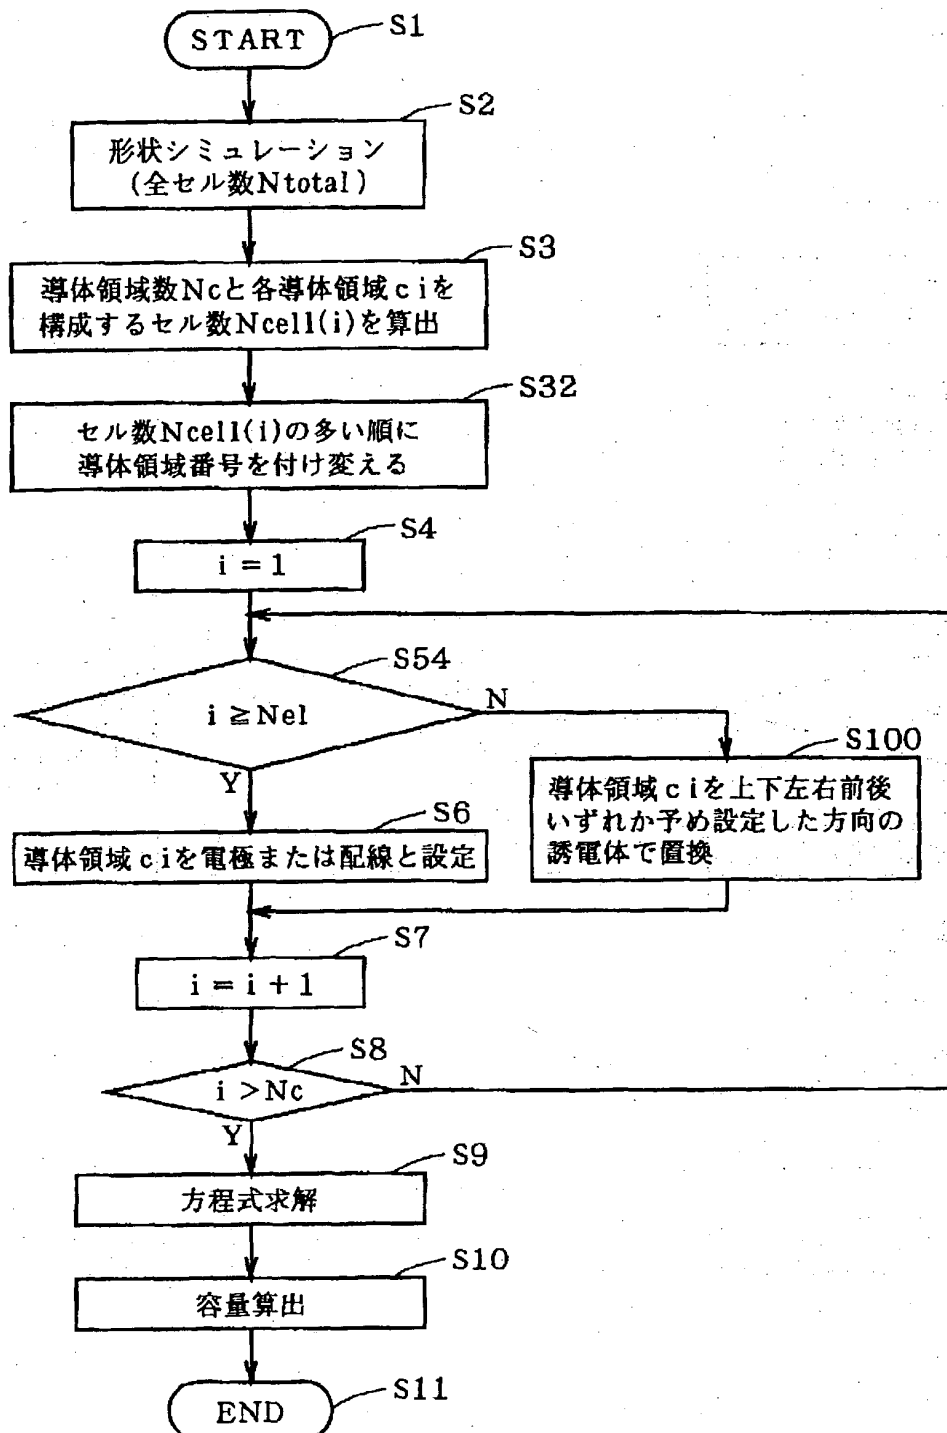 START
S1
S2
形状シミュレーション
(全セル数Ntotal)
S3
導体領域数Ncと各導体領域ciを
構成するセル数Ncell(i)を算出
S32
セル数Ncell(i)の多い順に
導体領域番号を付け変える
S4
i = 1
S54
i ≧ Nel
N
Y
S100
導体領域ciを上下左右前後
いずれか予め設定した方向の
誘電体で置換
S6
導体領域ciを電極または配線と設定
S7
i = i + 1
S8
i > Nc
N
Y
S9
方程式求解
S10
容量算出
S11
END